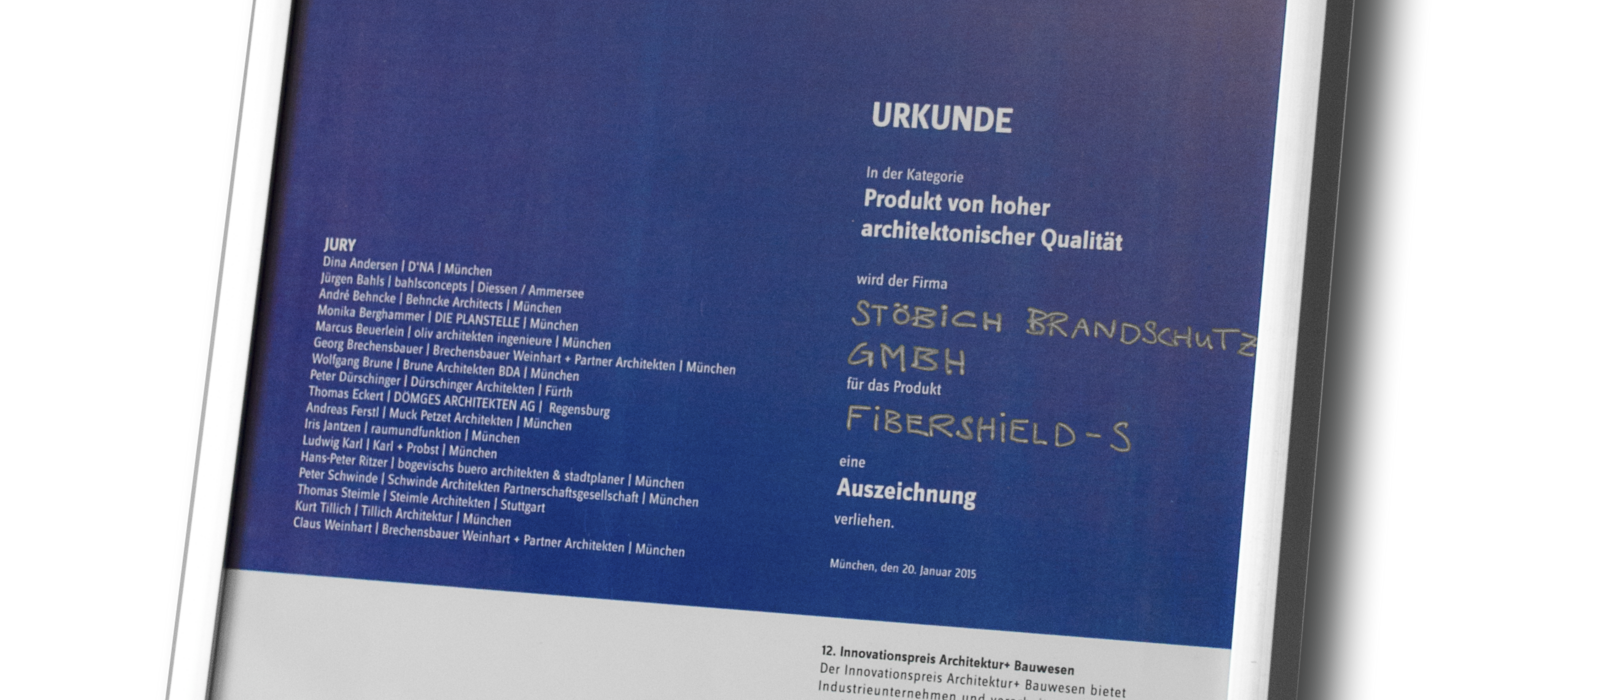 JURY
Dina Andersen | D'NA | München
Jürgen Bahls | bahlsconcepts | Diessen / Ammersee
André Behncke | Behncke Architects | München
Monika Berghammer | DIE PLANSTELLE | München
Marcus Beuerlein | oliv architekten ingenieure | München
Georg Brechensbauer | Brechensbauer Weinhart + Partner Architekten | München
Wolfgang Brune | Brune Architekten BDA | München
Peter Dürschinger | Dürschinger Architekten | Fürth
Thomas Eckert | DÖMGES ARCHITEKTEN AG | Regensburg
Andreas Ferstl | Muck Petzet Architekten | München
Iris Jantzen | raumundfunktion | München
Ludwig Karl | Karl + Probst | München
Hans-Peter Ritzer | bogevischs buero architekten & stadtplaner | München
Peter Schwinde | Schwinde Architekten Partnerschaftsgesellschaft | München
Thomas Steimle | Steimle Architekten | Stuttgart
Kurt Tillich | Tillich Architektur | München
Claus Weinhart | Brechensbauer Weinhart + Partner Architekten | München
URKUNDE
In der Kategorie
Produkt von hoher
architektonischer Qualität
wird der Firma
STÖBiCH BRANDSCHUTZ
GMBH
für das Produkt
FiBERSHiELD-S
eine
Auszeichnung
verliehen.
München, den 20. Januar 2015
12. Innovationspreis Architektur+ Bauwesen
Der Innovationspreis Architektur+ Bauwesen bietet
Industrieunternehmen und